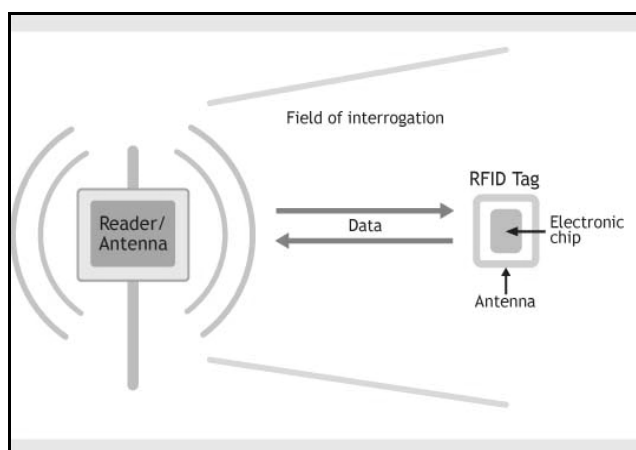 Field of interrogation
RFID Tag
Reader/
Antenna
Data
Electronic
chip
Antenna